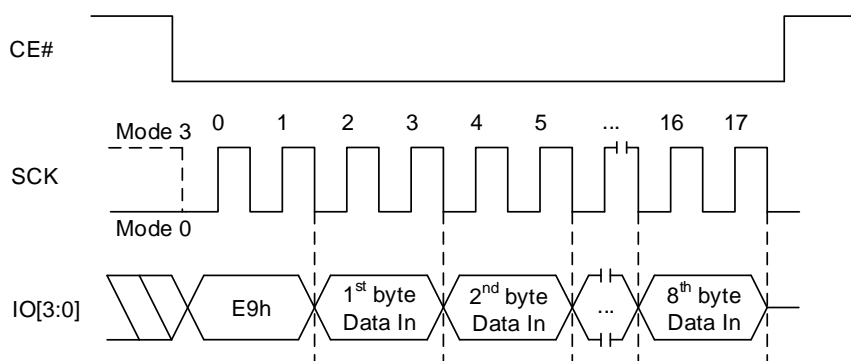 CE#
0 1 2 3 4 5 ... 16 17
Mode 3
SCK
Mode 0
IO[3:0]
E9h
1st byte
Data In
2nd byte
Data In
...
8th byte
Data In